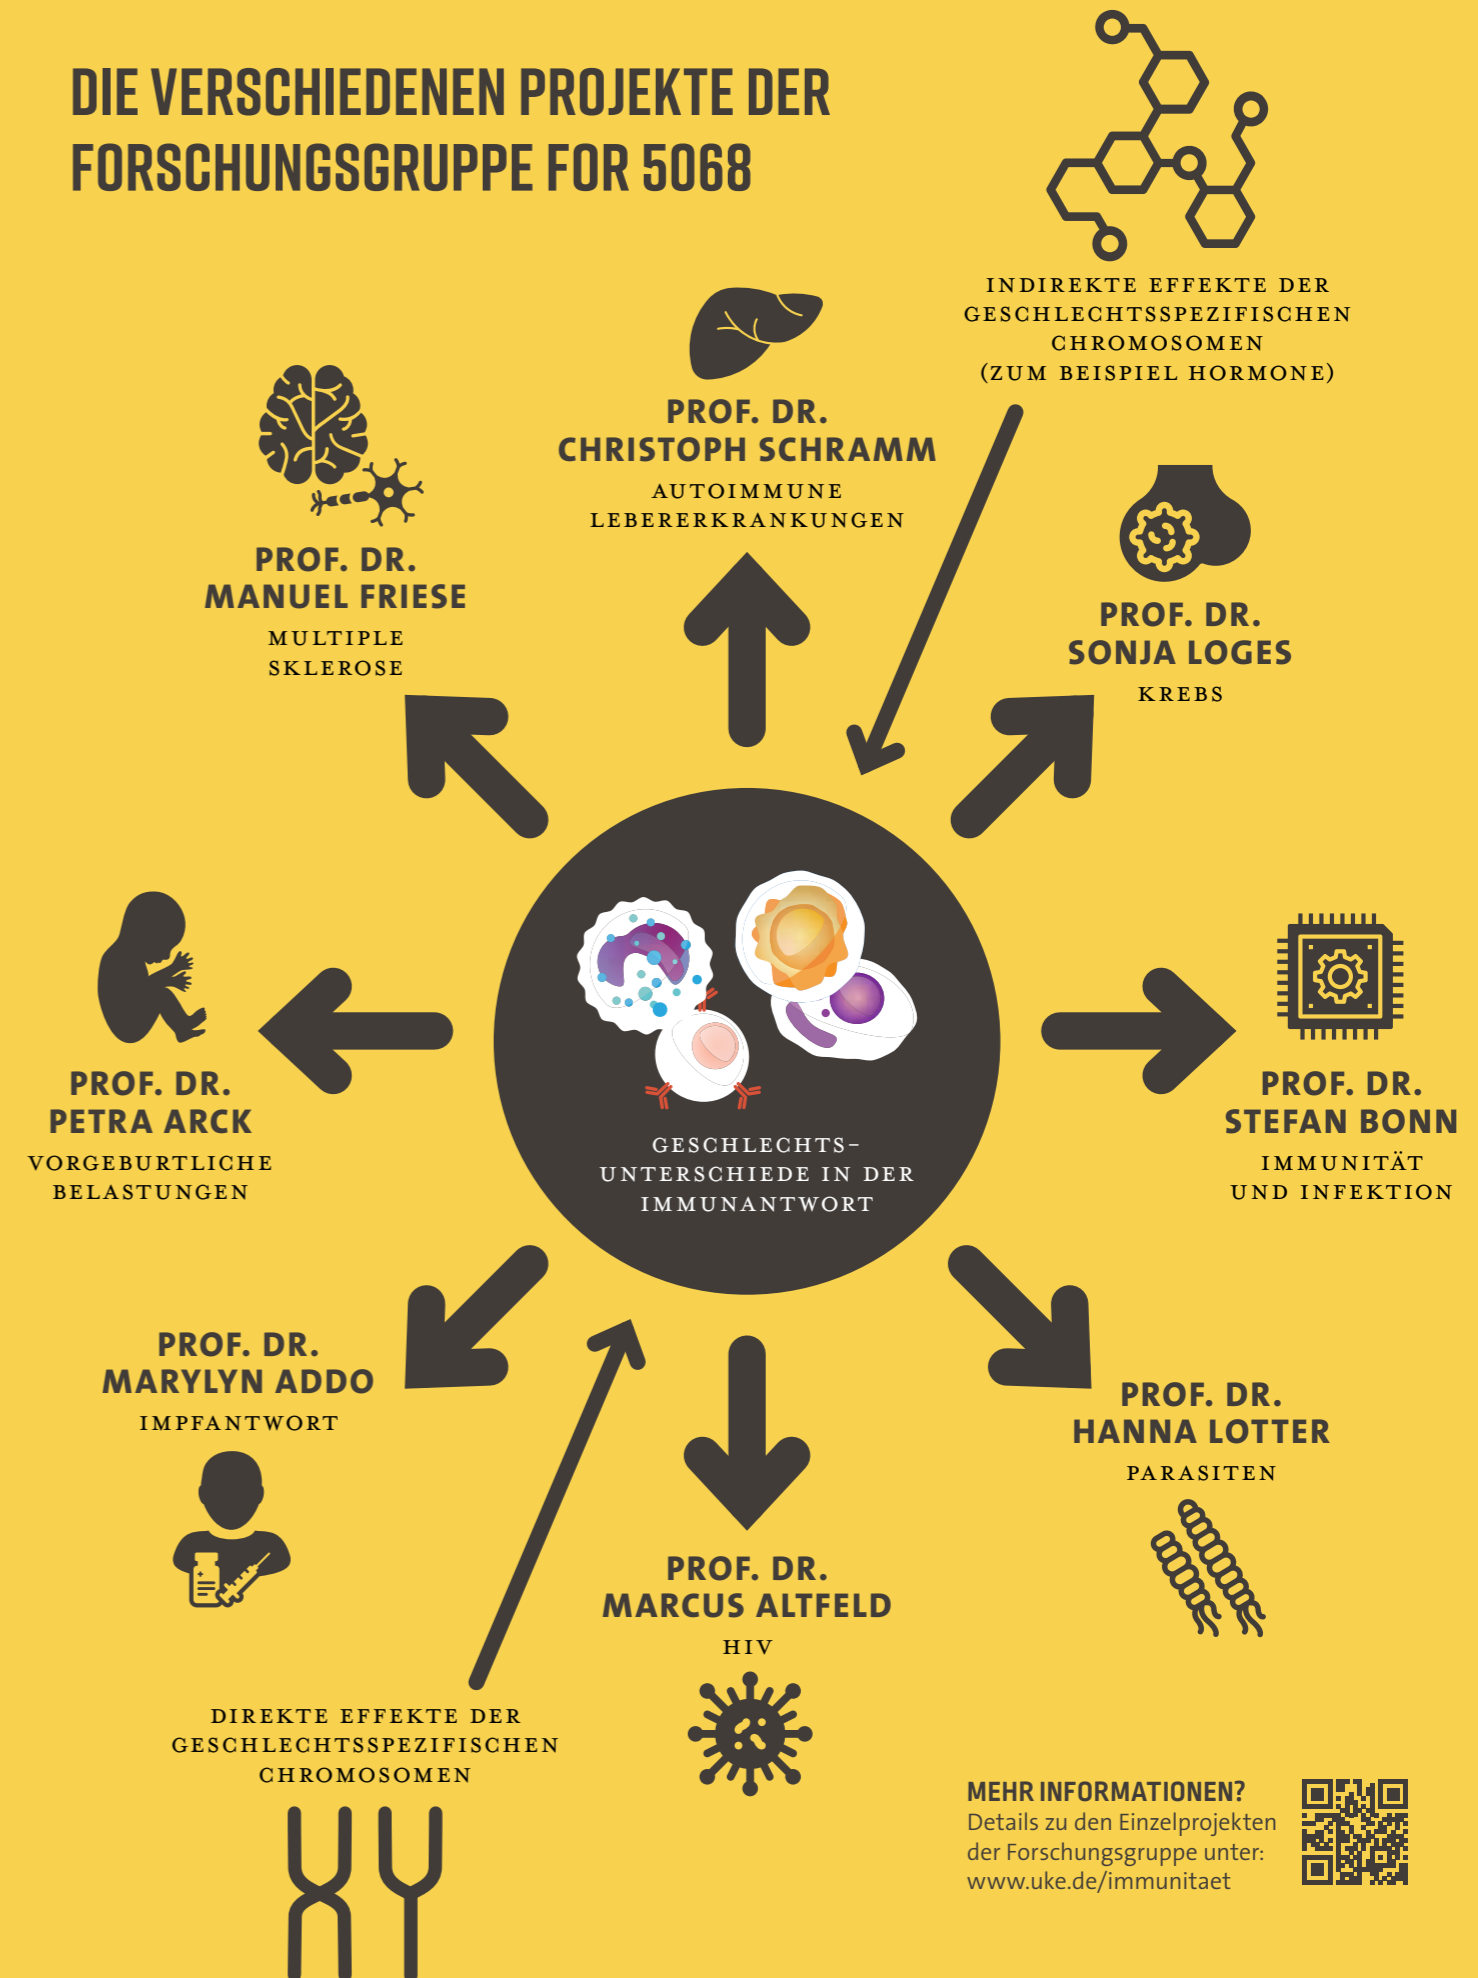 DIE VERSCHIEDENEN PROJEKTE DER
FORSCHUNGSGRUPPE FOR 5068
INDIREKTE EFFEKTE DER
GESCHLECHTSSPEZIFISCHEN
CHROMOSOMEN
(ZUM BEISPIEL HORMONE)
PROF. DR.
CHRISTOPH SCHRAMM
AUTOIMMUNE
LEBERERKRANKUNGEN
PROF. DR.
MANUEL FRIESE
MULTIPLE
SKLEROSE
PROF. DR.
SONJA LOGES
KREBS
PROF. DR.
PETRA ARCK
VORGEBURTLICHE
BELASTUNGEN
GESCHLECHTS-
UNTERSCHIEDE IN DER
IMMUNANTWORT
PROF. DR.
STEFAN BONN
IMMUNITÄT
UND INFEKTION
PROF. DR.
MARYLYN ADDO
IMPFANTWORT
PROF. DR.
HANNA LOTTER
PARASITEN
PROF. DR.
MARCUS ALTFELD
HIV
DIREKTE EFFEKTE DER
GESCHLECHTSSPEZIFISCHEN
CHROMOSOMEN
MEHR INFORMATIONEN?
Details zu den Einzelprojekten
der Forschungsgruppe unter:
www.uke.de/immunitaet